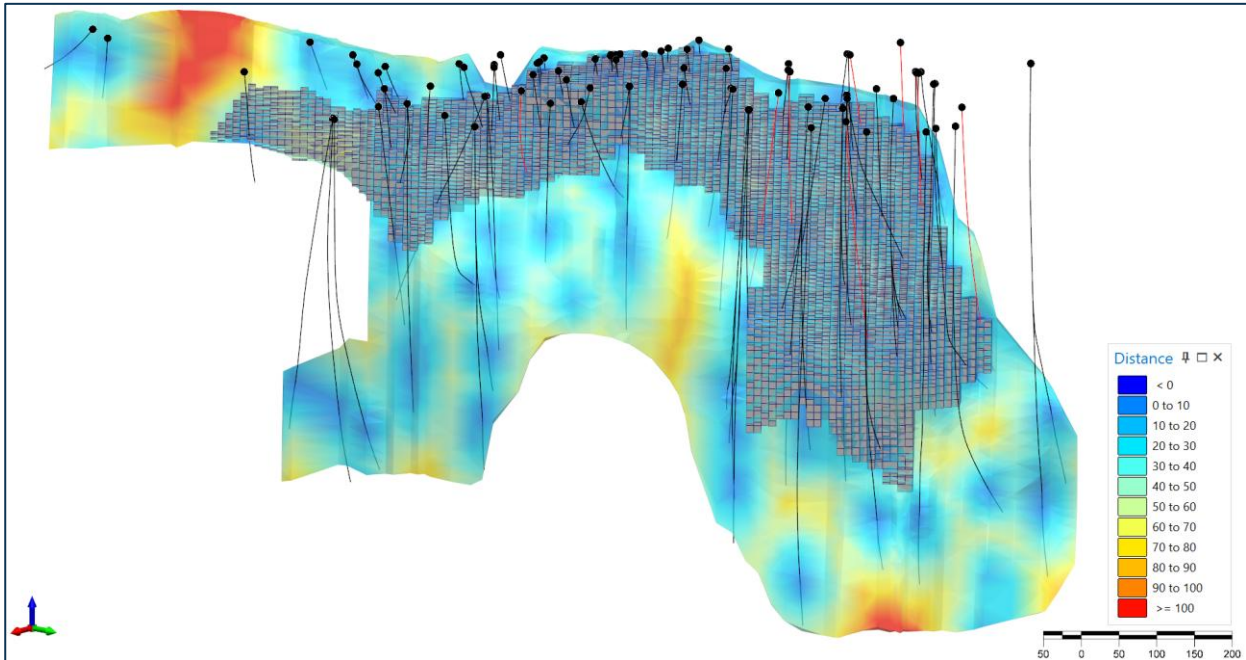 Distance
< 0
0 to 10
10 to 20
20 to 30
30 to 40
40 to 50
50 to 60
60 to 70
70 to 80
80 to 90
90 to 100
>= 100
50 0 50 100 150 200